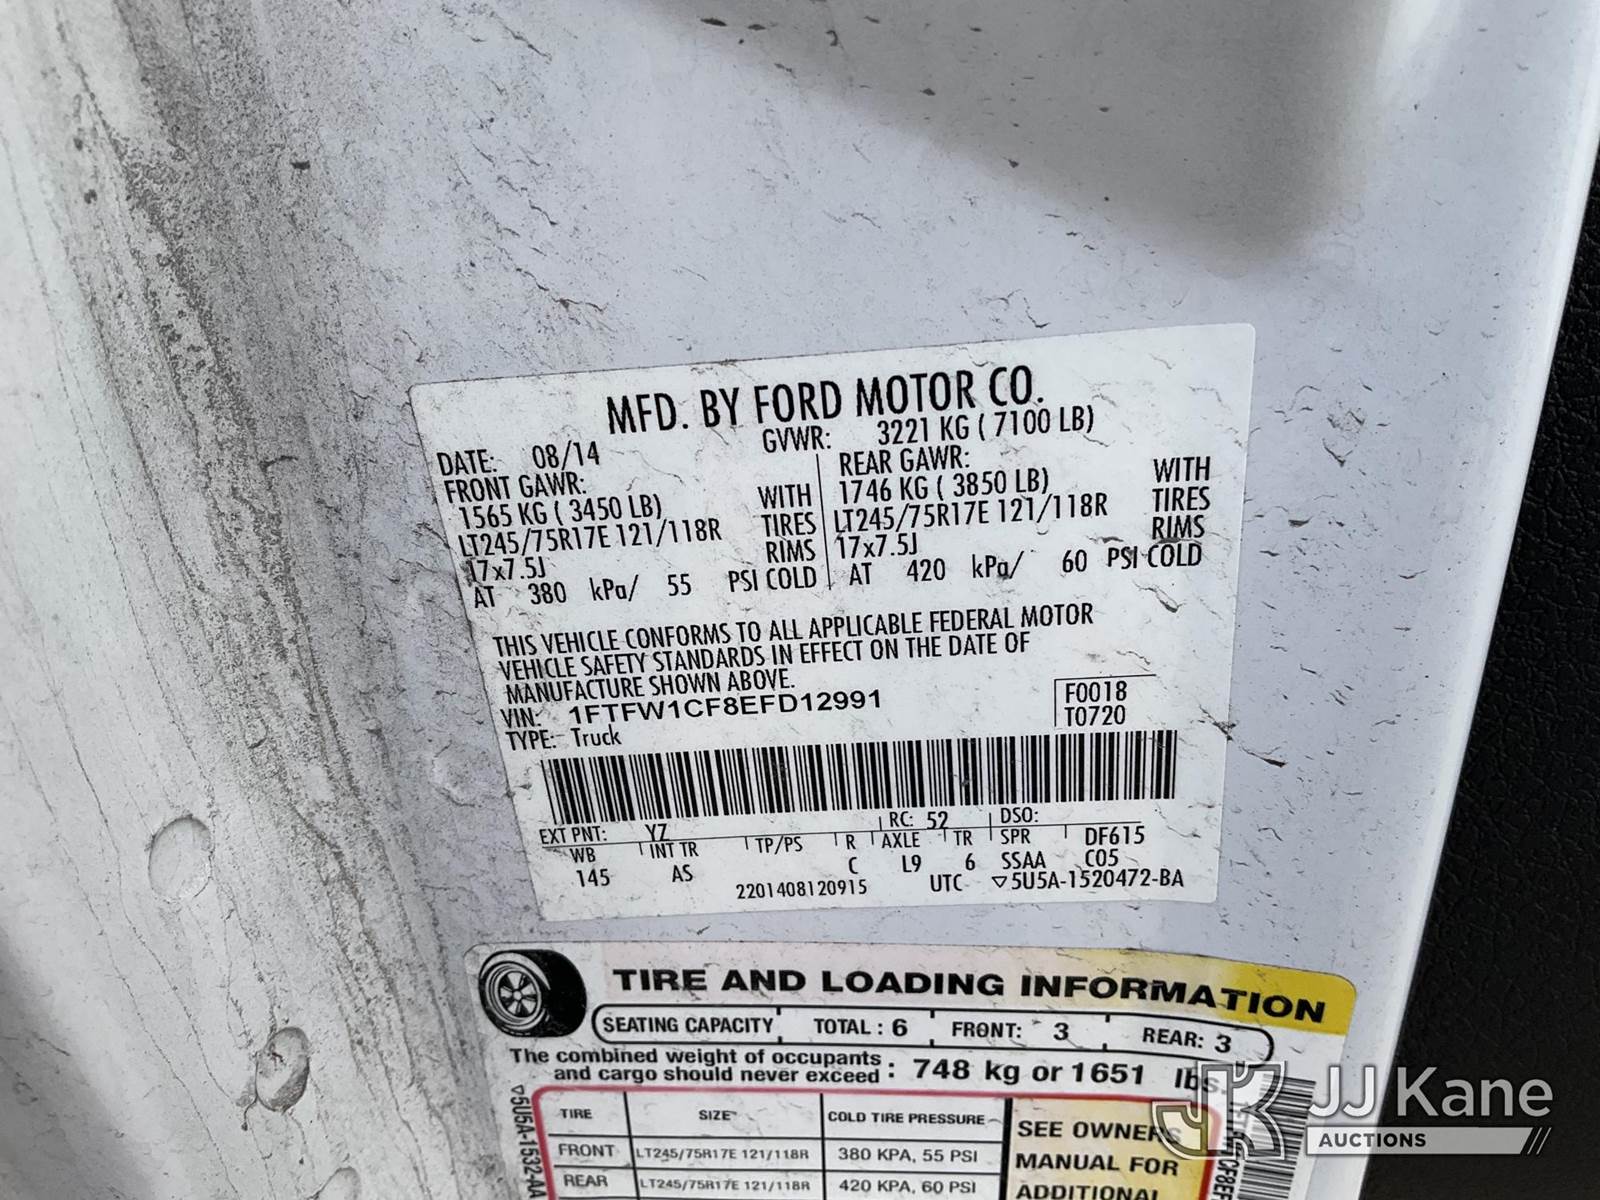 MFD. BY FORD MOTOR CO.
DATE: 08/14 GVWR: 3221 KG ( 7100 LB)
FRONT GAWR: REAR GAWR:
1565 KG ( 3450 LB) WITH 1746 KG ( 3850 LB) WITH
LT245/75R17E 121/118R TIRES LT245/75R17E 121/118R TIRES
17x7.5J RIMS 17x7.5J RIMS
AT 380 kPa/ 55 PSI COLD AT 420 kPa/ 60 PSI COLD
THIS VEHICLE CONFORMS TO ALL APPLICABLE FEDERAL MOTOR
VEHICLE SAFETY STANDARDS IN EFFECT ON THE DATE OF
MANUFACTURE SHOWN ABOVE.
VIN: 1FTFW1CF8EFD12991 F0018
TYPE: Truck T0720
EXT PNT: YZ RC: 52 DSO:
WB INT TR TP/PS R AXLE TR SPR DF615
145 AS C L9 6 SSAA C05
2201408120915 UTC ▽5U5A-1520472-BA
TIRE AND LOADING INFORMATION
SEATING CAPACITY TOTAL : 6 FRONT: 3 REAR: 3
The combined weight of occupants
and cargo should never exceed : 748 kg or 1651 lbs
TIRE SIZE COLD TIRE PRESSURE
FRONT LT245/75R17E 121/118R 380 KPA, 55 PSI
REAR LT245/75R17E 121/118R 420 KPA, 60 PSI
SEE OWNERS
MANUAL FOR
ADDITIONAL
▽5U5A-1532-AA
JJ Kane
AUCTIONS